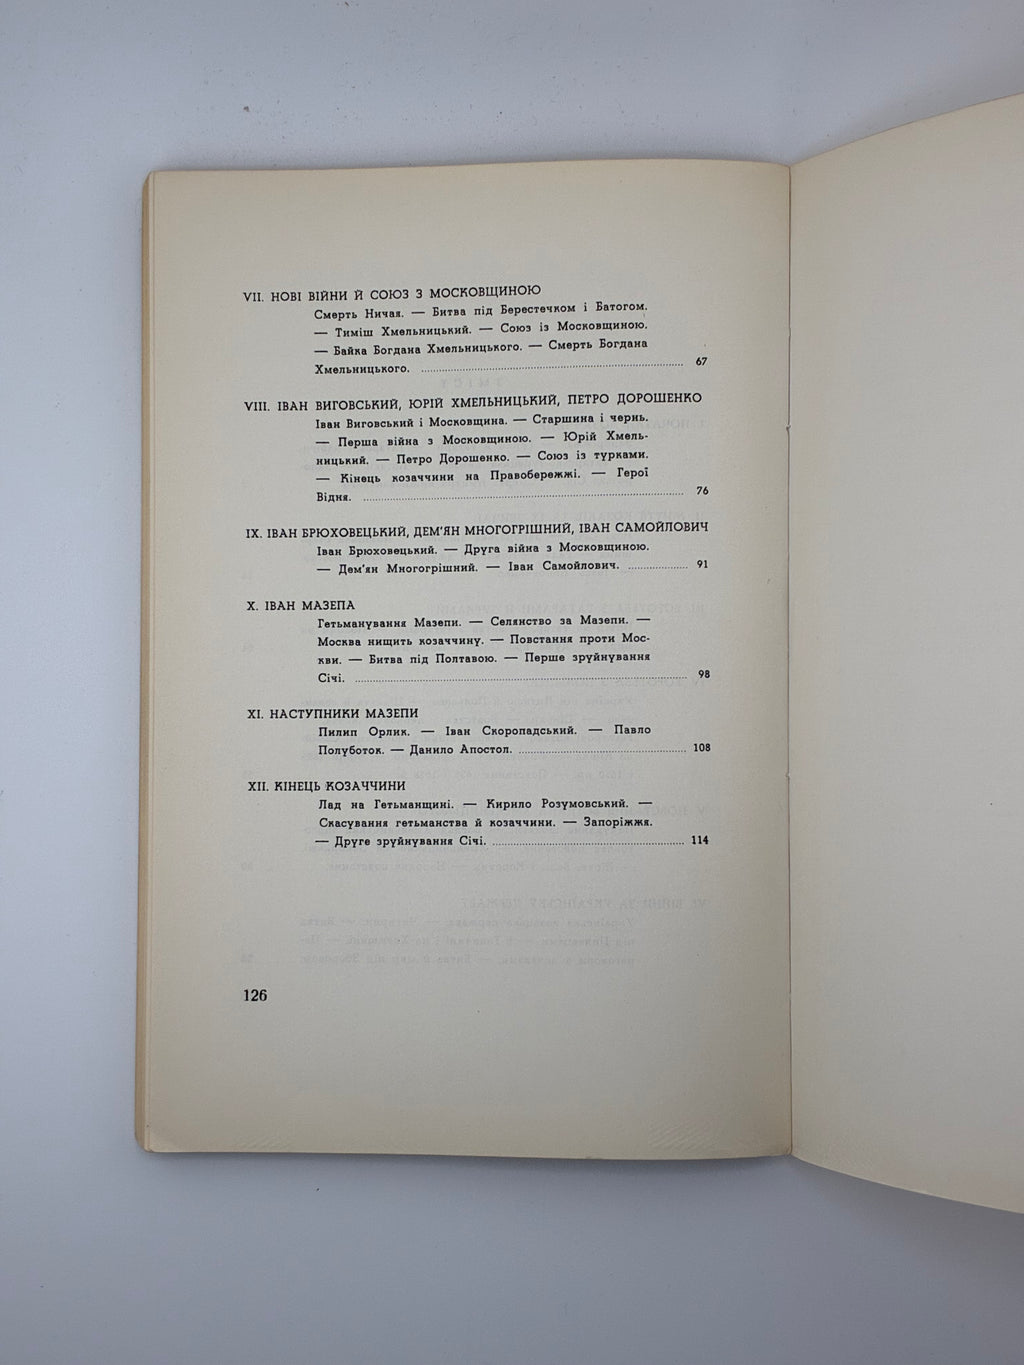 VII. НОВІ ВІЙНИ Й СОЮЗ З МОСКОВЩИНОЮ
Смерть Ничая. — Битва під Берестечком і Батогом.
— Тиміш Хмельницький. — Союз із Московщиною.
— Байка Богдана Хмельницького. — Смерть Богдана
Хмельницького. 67
VIII. ІВАН ВИГОВСЬКИЙ, ЮРІЙ ХМЕЛЬНИЦЬКИЙ, ПЕТРО ДОРОШЕНКО
Іван Виговський і Московщина. — Старшина і чернь.
— Перша війна з Московщиною. — Юрій Хмель-
ницький. — Петро Дорошенко. — Союз із турками.
— Кінець козаччини на Правобережжі. — Герої
Відня. 76
IX. ІВАН БРЮХОВЕЦЬКИЙ, ДЕМ'ЯН МНОГОГРІШНИЙ, ІВАН САМОЙЛОВИЧ
Іван Брюховецький. — Друга війна з Московщиною.
— Дем'ян Многогрішний. — Іван Самойлович. 91
X. ІВАН МАЗЕПА
Гетьманування Мазепи. — Селянство за Мазепи. —
Москва нищить козаччину. — Повстання проти Мос-
кви. — Битва під Полтавою. — Перше зруйнування
Січі. 98
XI. НАСТУПНИКИ МАЗЕПИ
Пилип Орлик. — Іван Скоропадський. — Павло
Полуботок. — Данило Апостол. 108
XII. КІНЕЦЬ КОЗАЧЧИНИ
Лад на Гетьманщині. — Кирило Розумовський. —
Скасування гетьманства й козаччини. — Запоріжжя.
— Друге зруйнування Січі. 114
126